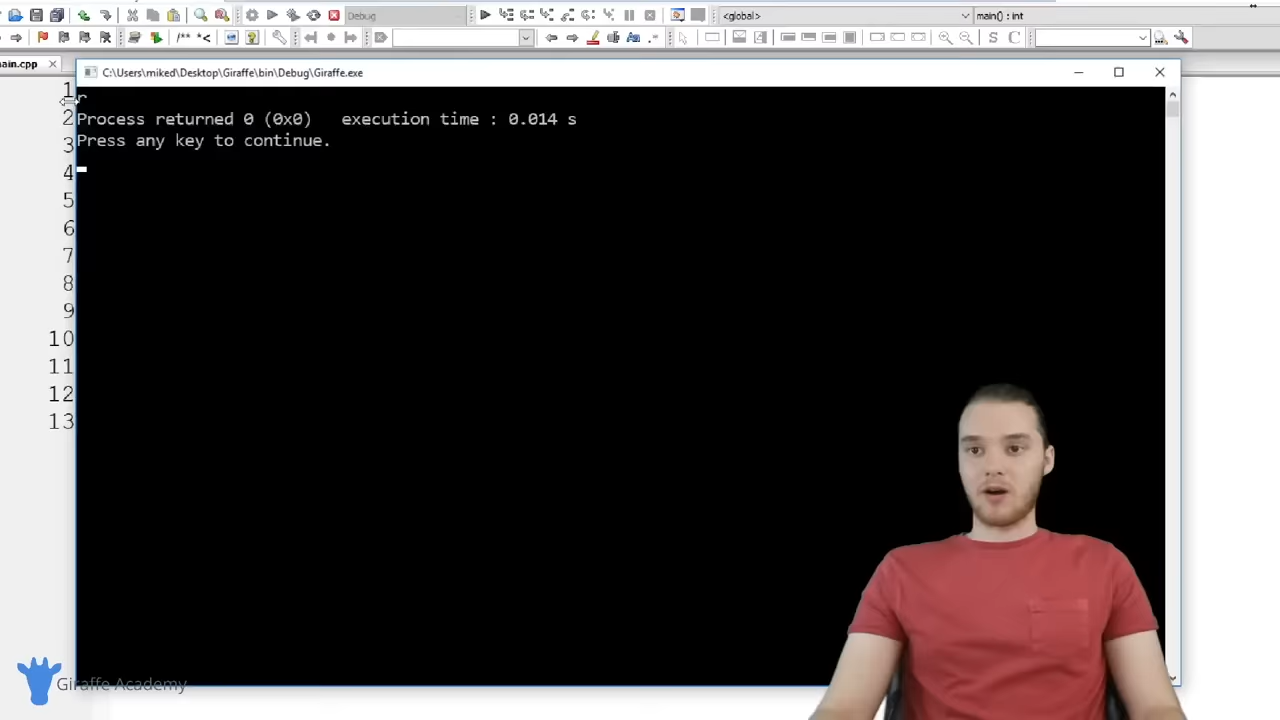 Debug
<global>
main() : int
ain.cpp
C:\Users\miked\Desktop\Giraffe\bin\Debug\Giraffe.exe
r
Process returned 0 (0x0)   execution time : 0.014 s
Press any key to continue.
1
2
3
4
5
6
7
8
9
10
11
12
13
Giraffe Academy